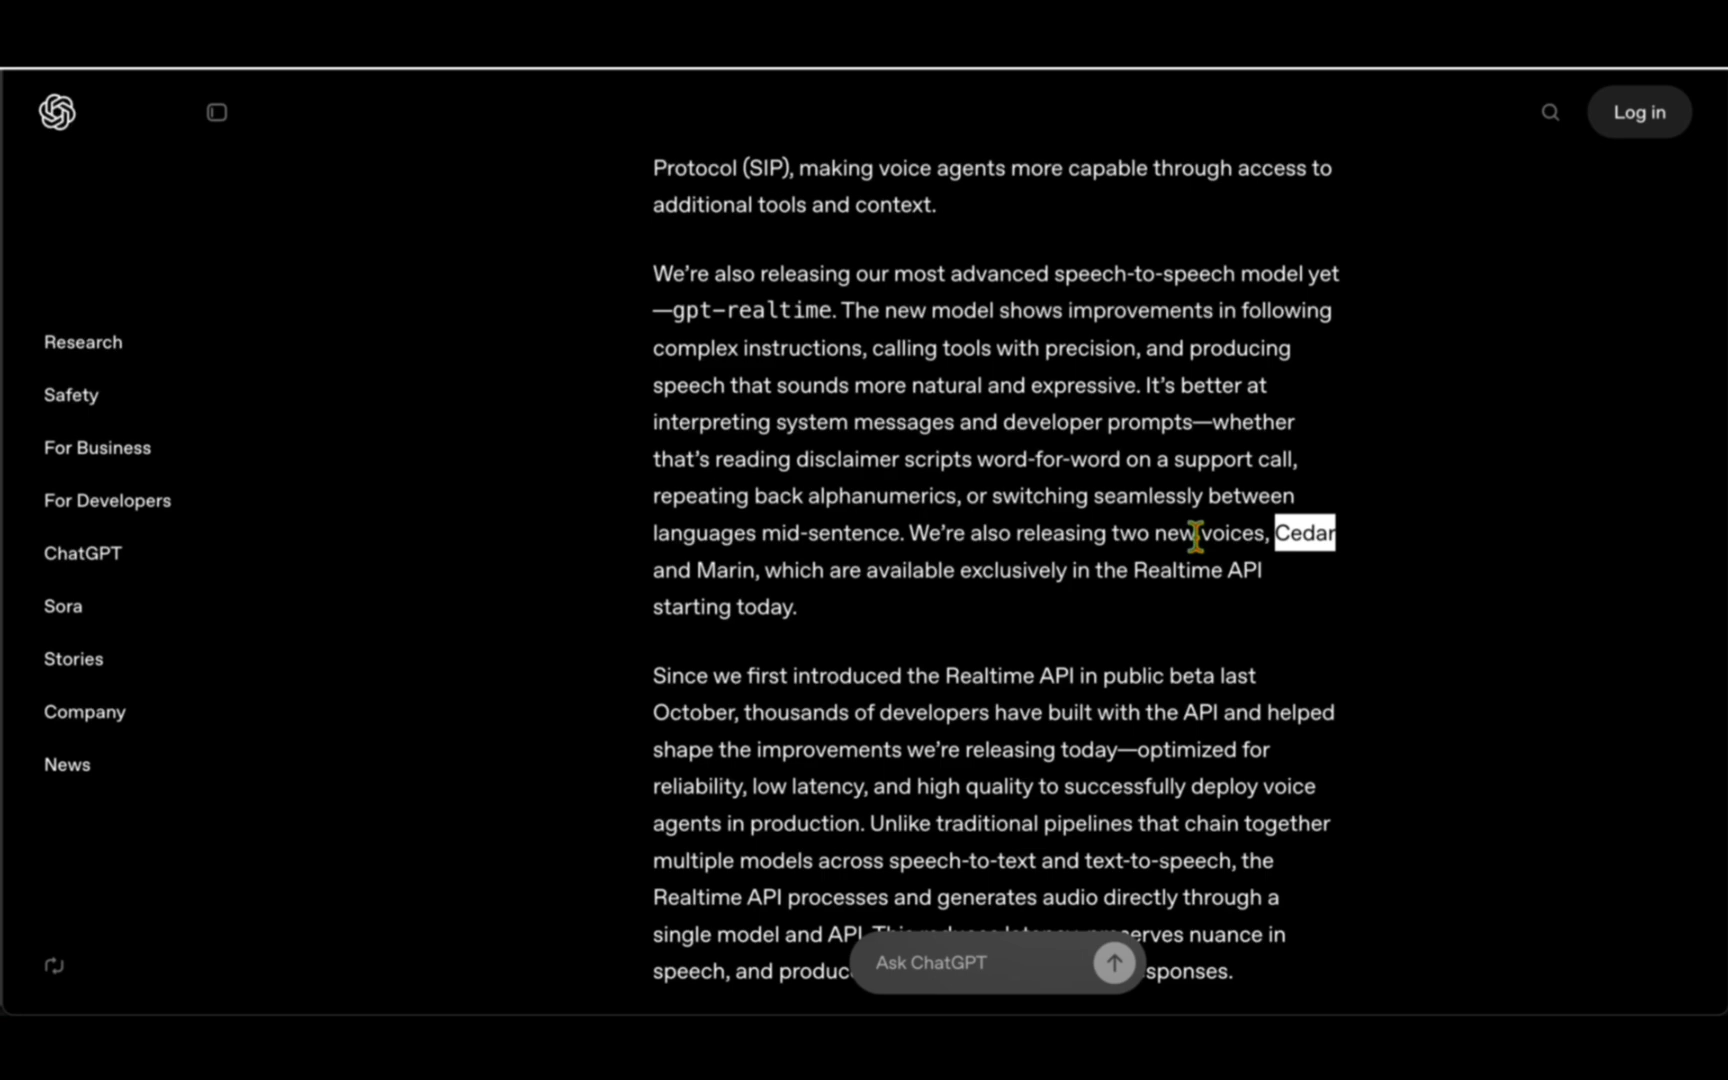 Log in
Protocol (SIP), making voice agents more capable through access to
additional tools and context.
We’re also releasing our most advanced speech-to-speech model yet
—gpt-realtime. The new model shows improvements in following
complex instructions, calling tools with precision, and producing
speech that sounds more natural and expressive. It’s better at
interpreting system messages and developer prompts—whether
that’s reading disclaimer scripts word-for-word on a support call,
repeating back alphanumerics, or switching seamlessly between
languages mid-sentence. We’re also releasing two new voices, Cedar
and Marin, which are available exclusively in the Realtime API
starting today.
Since we first introduced the Realtime API in public beta last
October, thousands of developers have built with the API and helped
shape the improvements we’re releasing today—optimized for
reliability, low latency, and high quality to successfully deploy voice
agents in production. Unlike traditional pipelines that chain together
multiple models across speech-to-text and text-to-speech, the
Realtime API processes and generates audio directly through a
single model and API. nuance in
speech, and
Research
Safety
For Business
For Developers
ChatGPT
Sora
Stories
Company
News
Ask ChatGPT